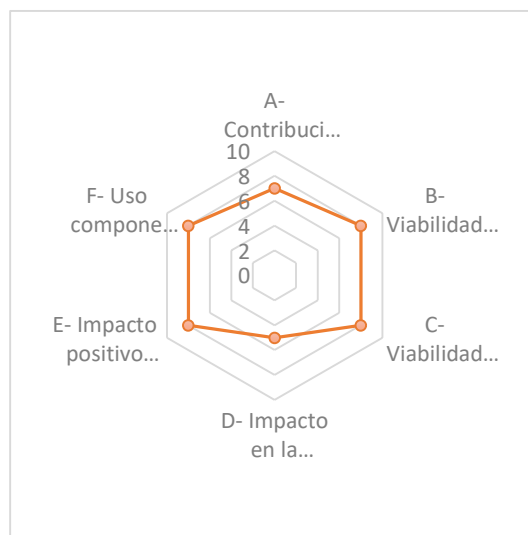 A-
Contribuci…
B-
Viabilidad…
C-
Viabilidad…
D- Impacto
en la…
E- Impacto
positivo…
F- Uso
compone…
10
8
6
4
2
0